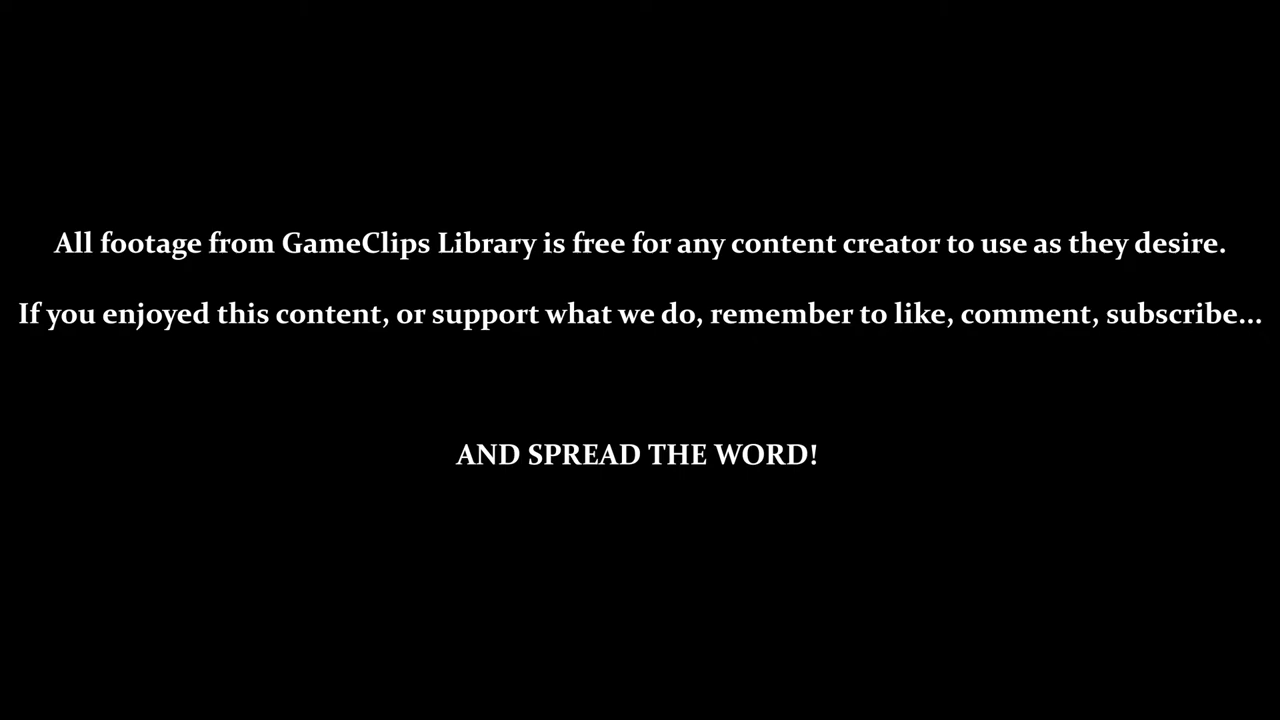 All footage from GameClips Library is free for any content creator to use as they desire.
If you enjoyed this content, or support what we do, remember to like, comment, subscribe...
AND SPREAD THE WORD!